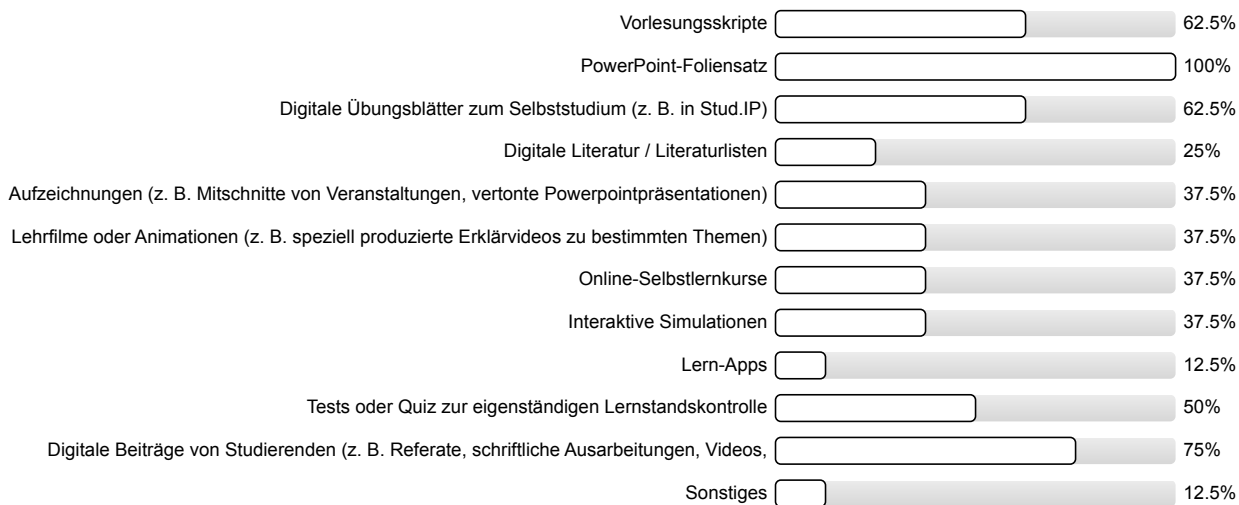 Vorlesungsskripte 62.5%
PowerPoint-Foliensatz 100%
Digitale Übungsblätter zum Selbststudium (z. B. in Stud.IP) 62.5%
Digitale Literatur / Literaturlisten 25%
Aufzeichnungen (z. B. Mitschnitte von Veranstaltungen, vertonte Powerpointpräsentationen) 37.5%
Lehrfilme oder Animationen (z. B. speziell produzierte Erklärvideos zu bestimmten Themen) 37.5%
Online-Selbstlernkurse 37.5%
Interaktive Simulationen 37.5%
Lern-Apps 12.5%
Tests oder Quiz zur eigenständigen Lernstandskontrolle 50%
Digitale Beiträge von Studierenden (z. B. Referate, schriftliche Ausarbeitungen, Videos, 75%
Sonstiges 12.5%